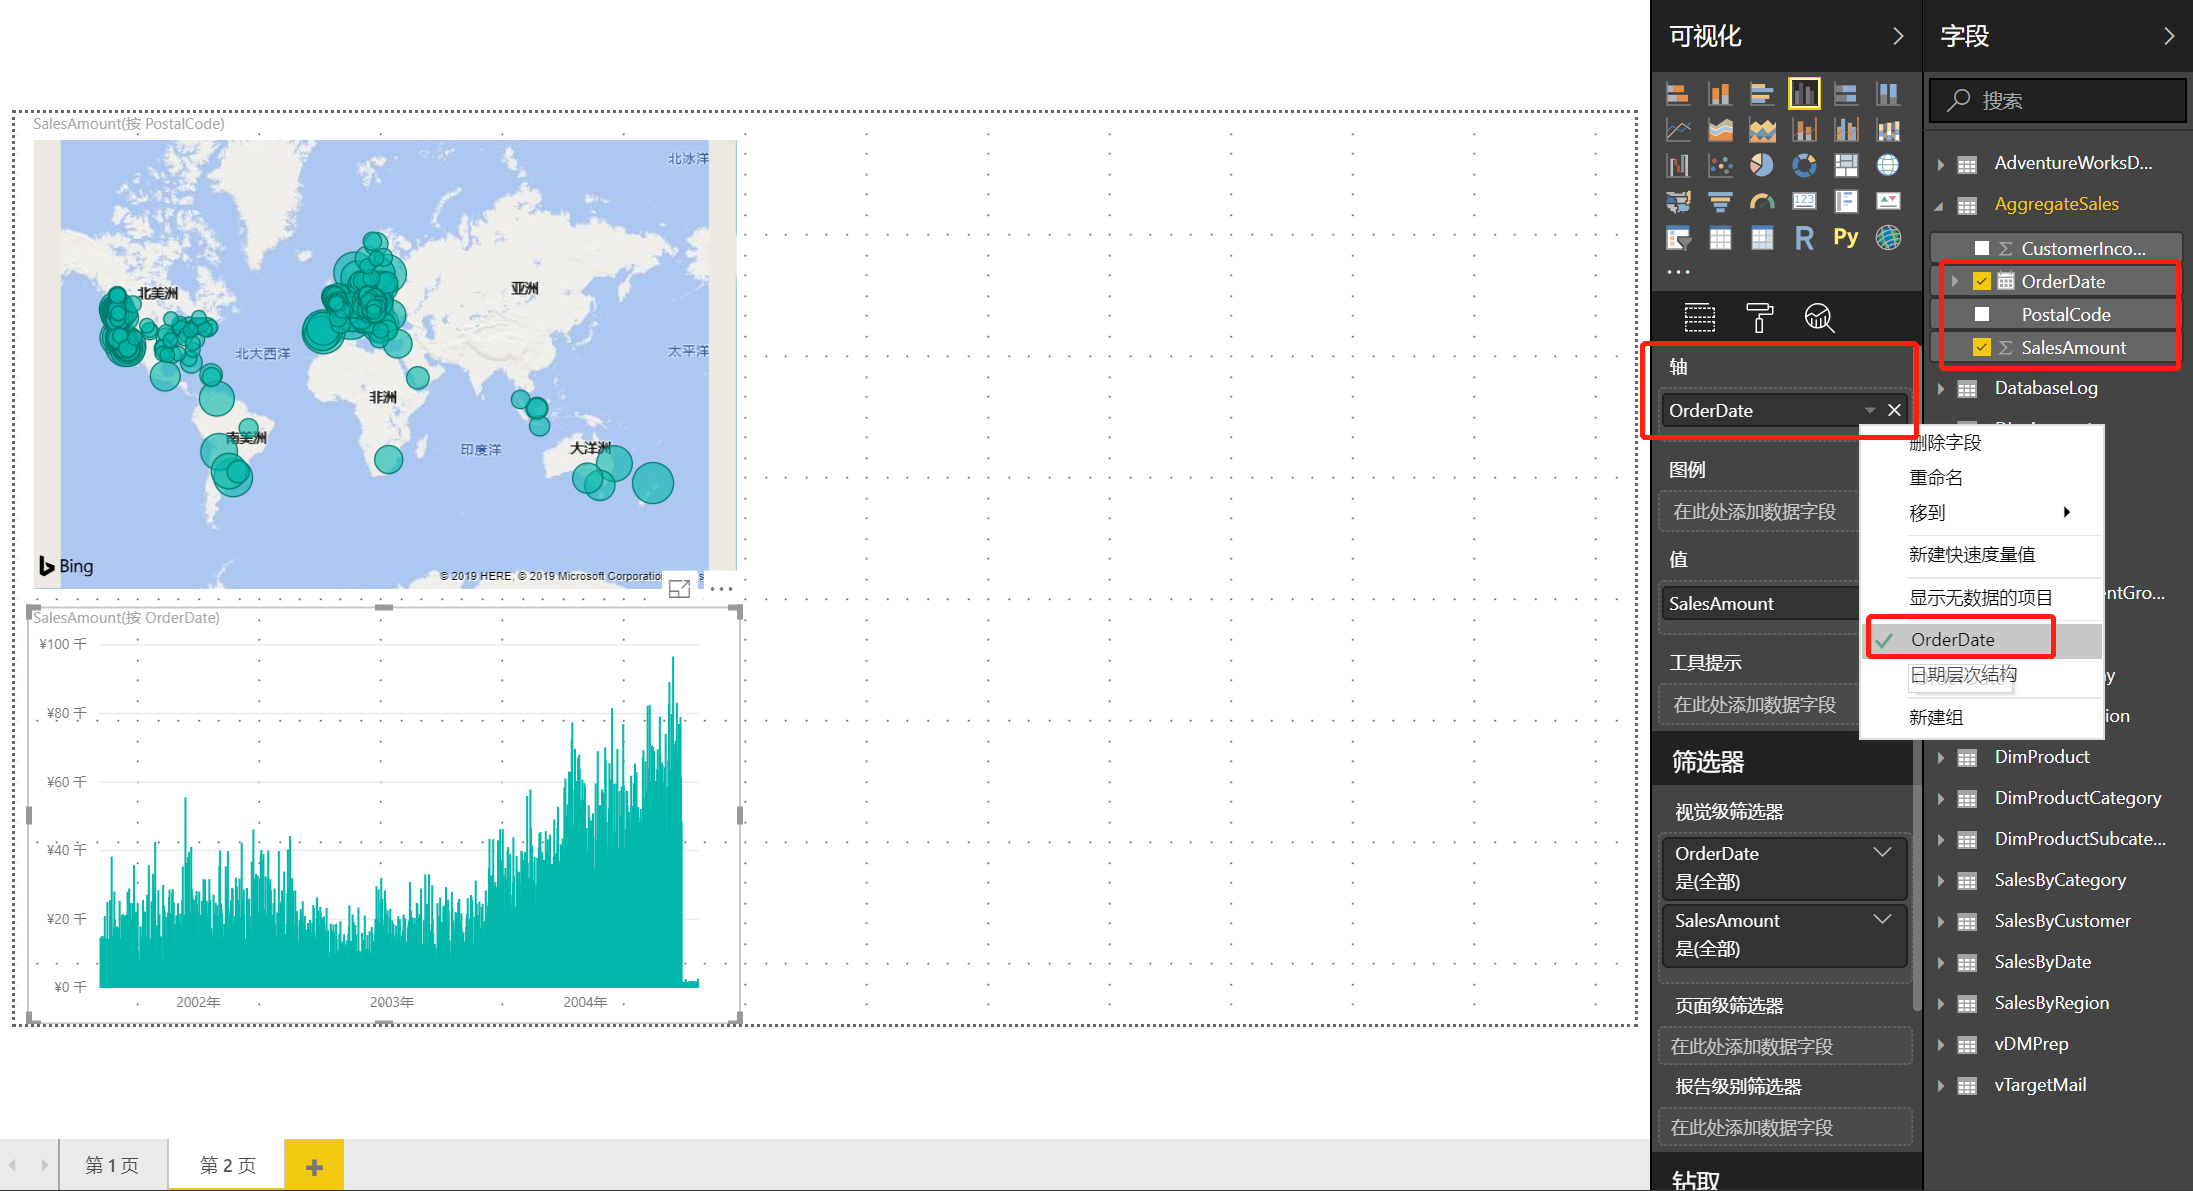 SalesAmount(按 PostalCode)
北冰洋
北美洲
亚洲
北大西洋
太平洋
非洲
南美洲
印度洋
大洋洲
Bing
© 2019 HERE, © 2019 Microsoft Corporatio
SalesAmount(按 OrderDate)
¥100 千
¥80 千
¥60 千
¥40 千
¥20 千
¥0 千
2002年
2003年
2004年
第 1 页
第 2 页
+
可视化
123
R
Py
轴
OrderDate
图例
在此处添加数据字段
值
SalesAmount
工具提示
在此处添加数据字段
删除字段
重命名
移到
新建快速度量值
显示无数据的项目
OrderDate
日期层次结构
新建组
筛选器
视觉级筛选器
OrderDate
是(全部)
SalesAmount
是(全部)
页面级筛选器
在此处添加数据字段
报告级别筛选器
在此处添加数据字段
钻取
字段
搜索
AdventureWorksD...
AggregateSales
CustomerInco...
OrderDate
PostalCode
SalesAmount
DatabaseLog
entGro...
y
ion
DimProduct
DimProductCategory
DimProductSubcate...
SalesByCategory
SalesByCustomer
SalesByDate
SalesByRegion
vDMPrep
vTargetMail